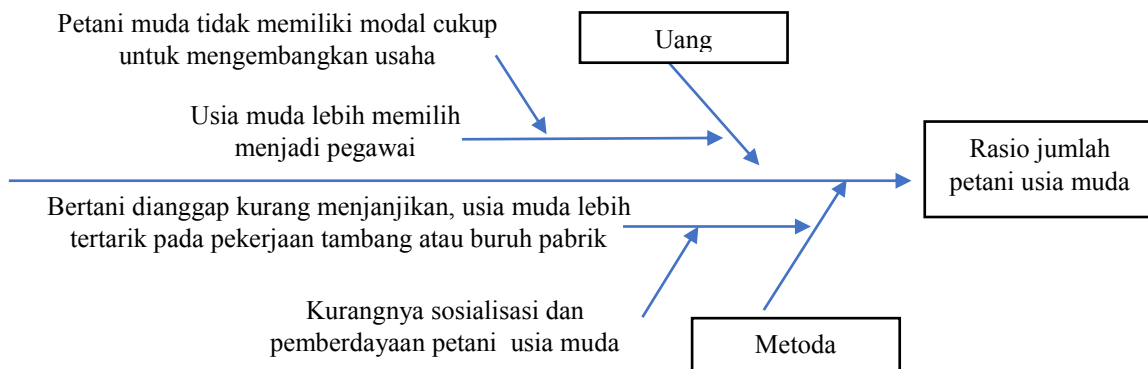 Petani muda tidak memiliki modal cukup
untuk mengembangkan usaha
Uang
Usia muda lebih memilih
menjadi pegawai
Rasio jumlah
petani usia muda
Bertani dianggap kurang menjanjikan, usia muda lebih
tertarik pada pekerjaan tambang atau buruh pabrik
Kurangnya sosialisasi dan
pemberdayaan petani usia muda
Metoda